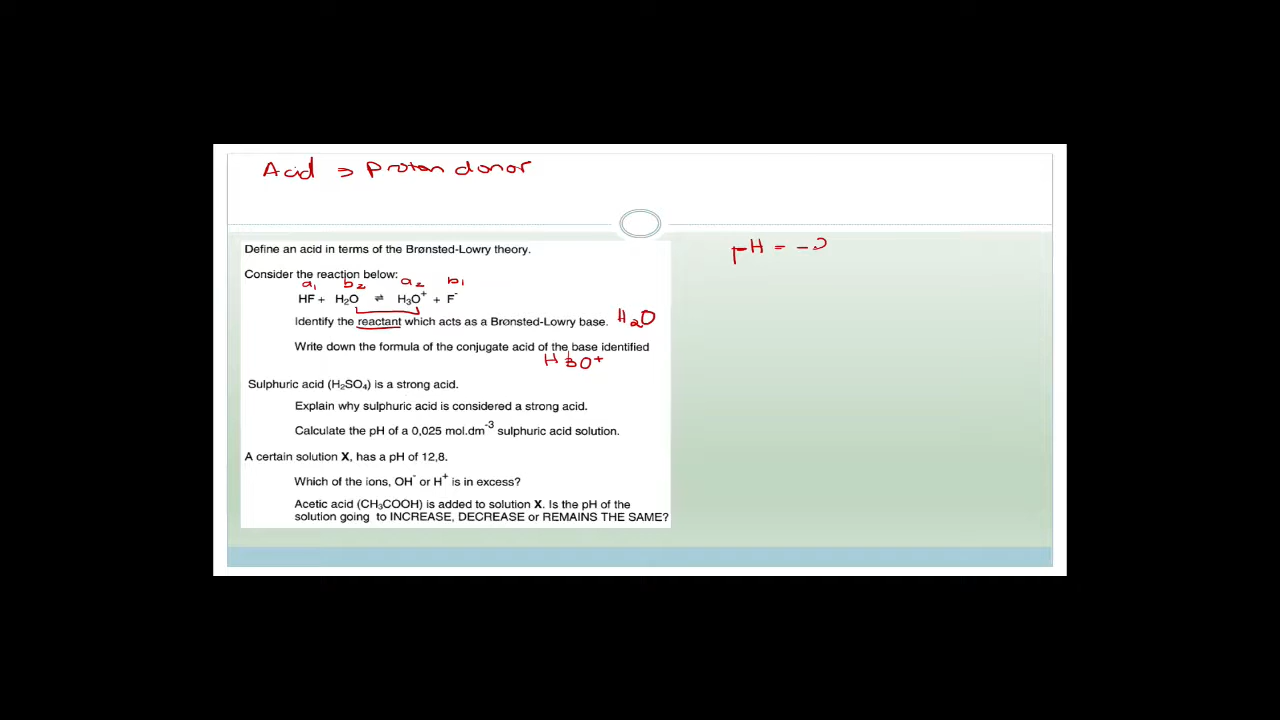 Acid ⇒ Proton donor
Define an acid in terms of the Brønsted-Lowry theory.
Consider the reaction below:
a₁ b₂ a₂ b₁
HF + H₂O ⇌ H₃O⁺ + F⁻
Identify the reactant which acts as a Brønsted-Lowry base. H₂O
Write down the formula of the conjugate acid of the base identified
H₃O⁺
Sulphuric acid (H₂SO₄) is a strong acid.
Explain why sulphuric acid is considered a strong acid.
Calculate the pH of a 0,025 mol.dm⁻³ sulphuric acid solution.
A certain solution X, has a pH of 12,8.
Which of the ions, OH⁻ or H⁺ is in excess?
Acetic acid (CH₃COOH) is added to solution X. Is the pH of the
solution going to INCREASE, DECREASE or REMAINS THE SAME?
pH = -